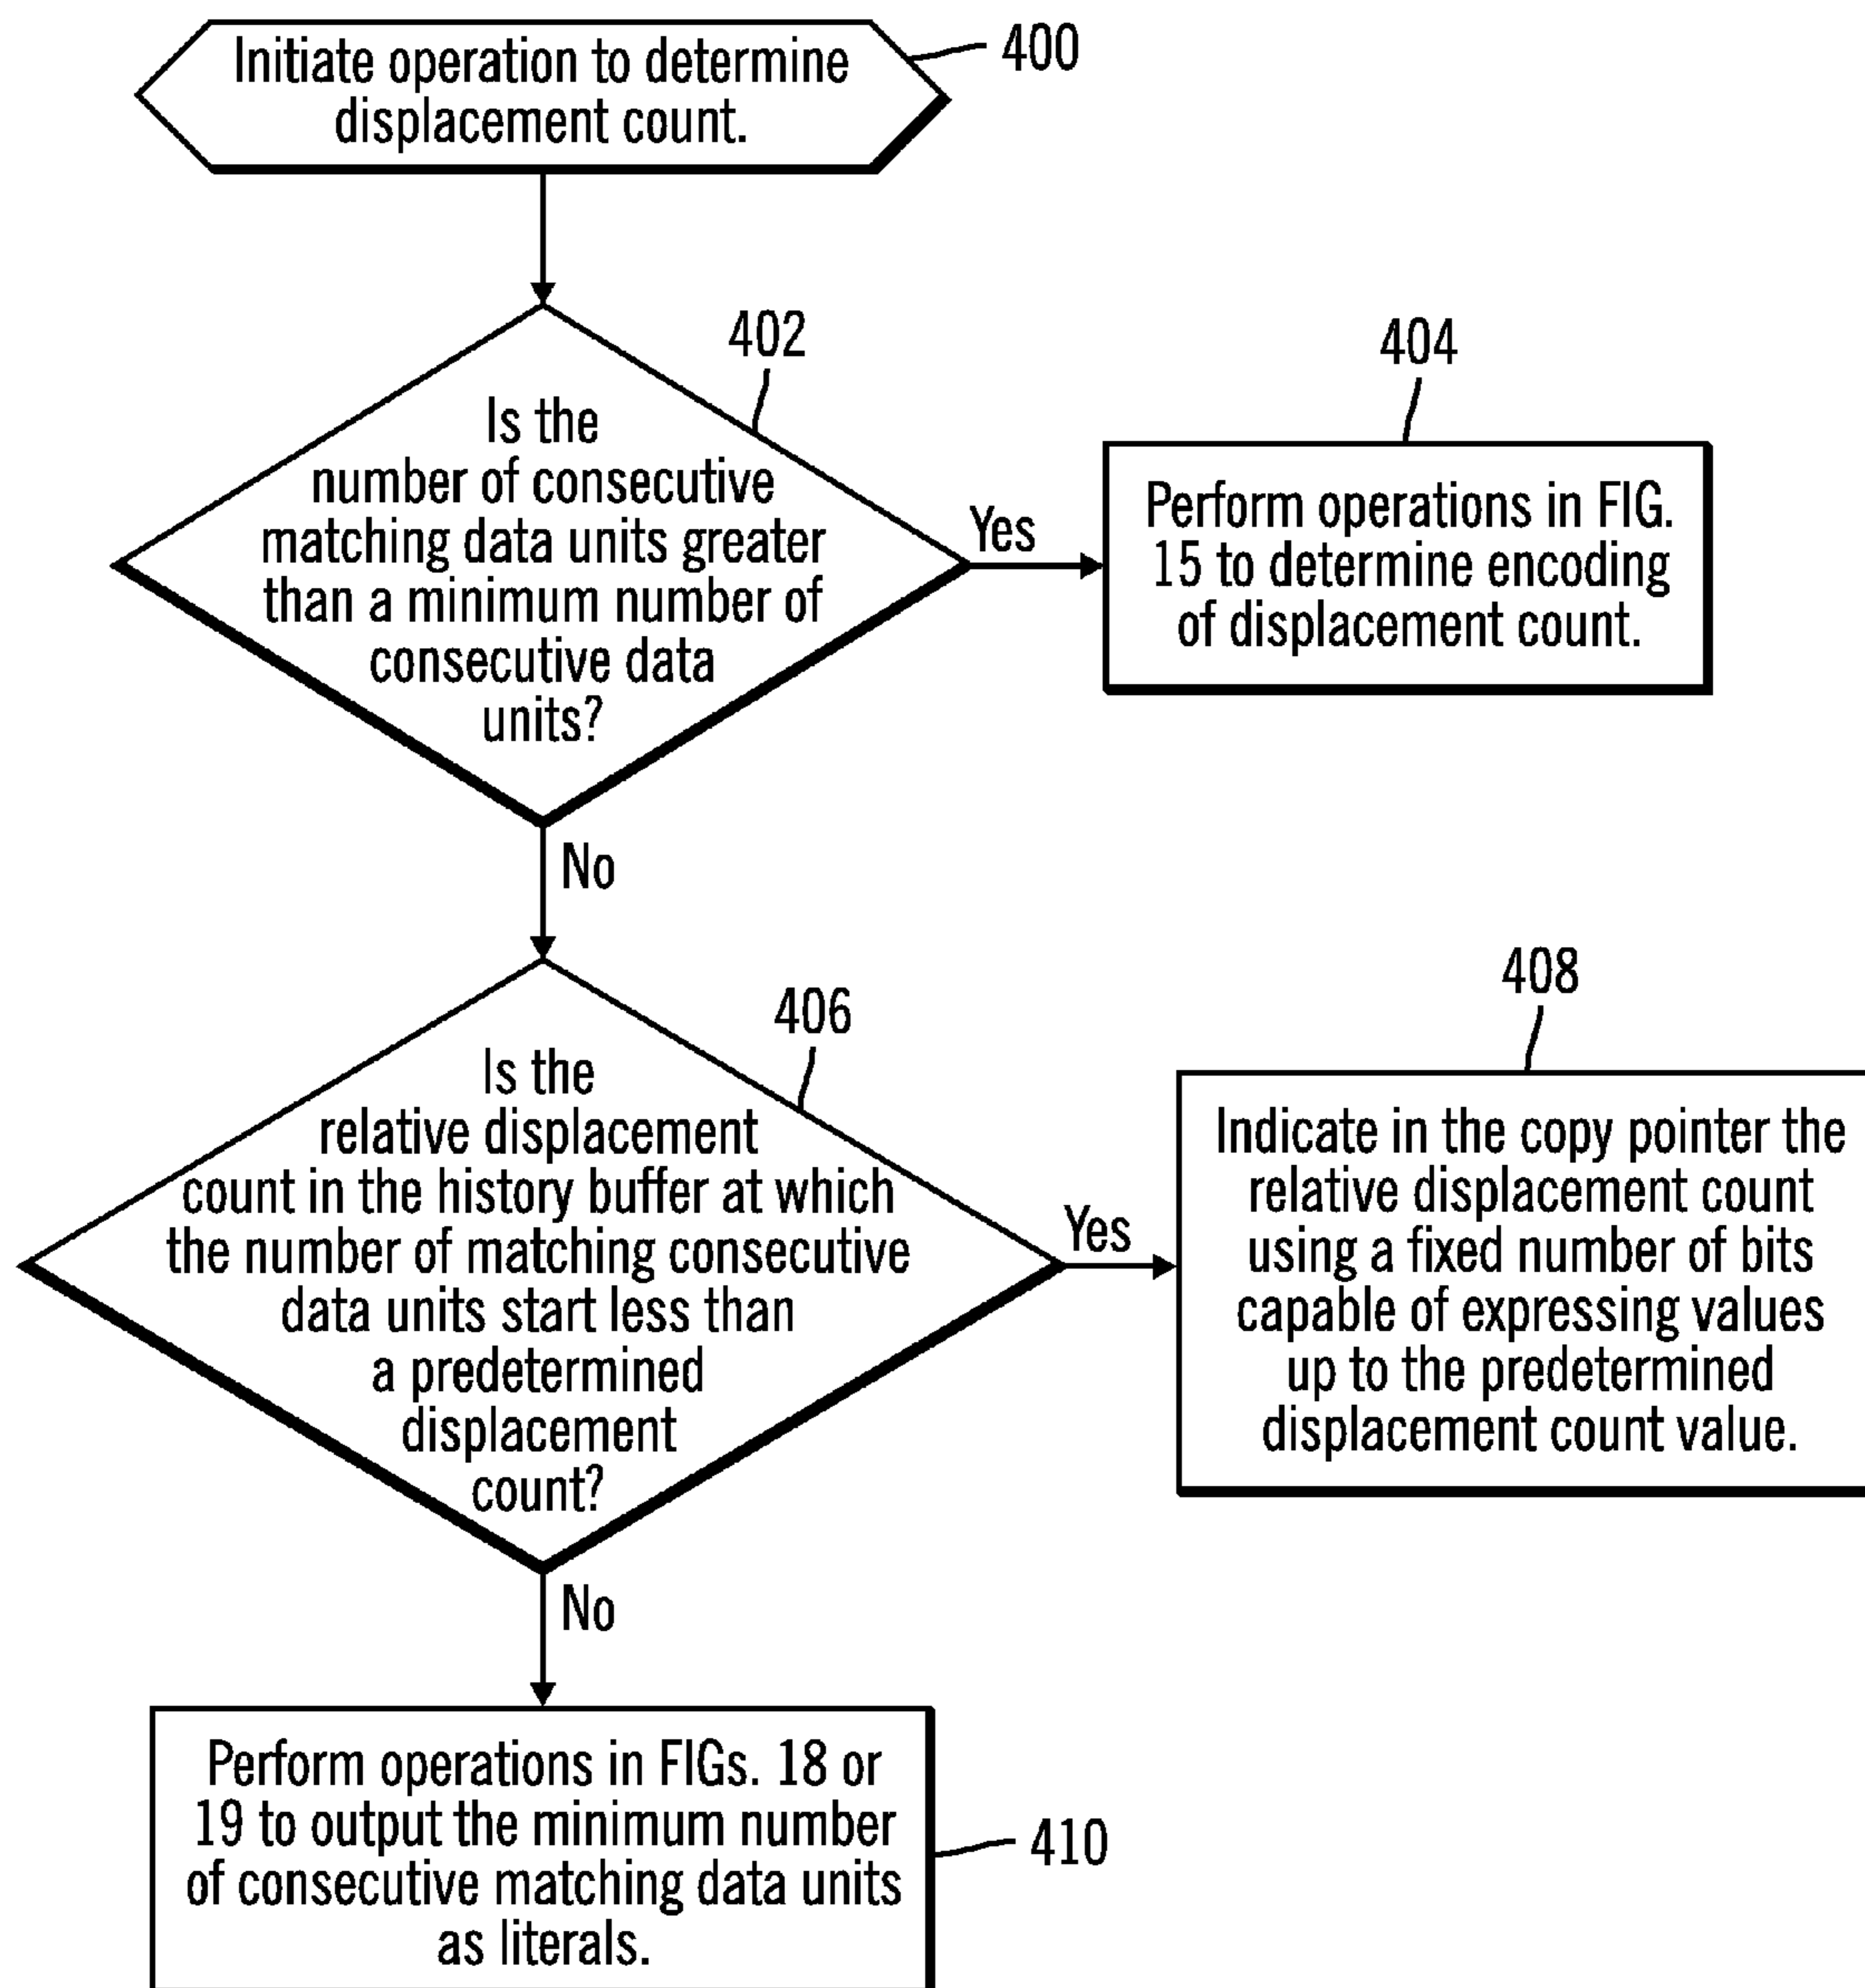 Initiate operation to determine
displacement count.
400
402
Is the
number of consecutive
matching data units greater
than a minimum number of
consecutive data
units?
Yes
404
Perform operations in FIG.
15 to determine encoding
of displacement count.
No
406
Is the
relative displacement
count in the history buffer at which
the number of matching consecutive
data units start less than
a predetermined
displacement
count?
Yes
408
Indicate in the copy pointer the
relative displacement count
using a fixed number of bits
capable of expressing values
up to the predetermined
displacement count value.
No
Perform operations in FIGs. 18 or
19 to output the minimum number
of consecutive matching data units
as literals.
410